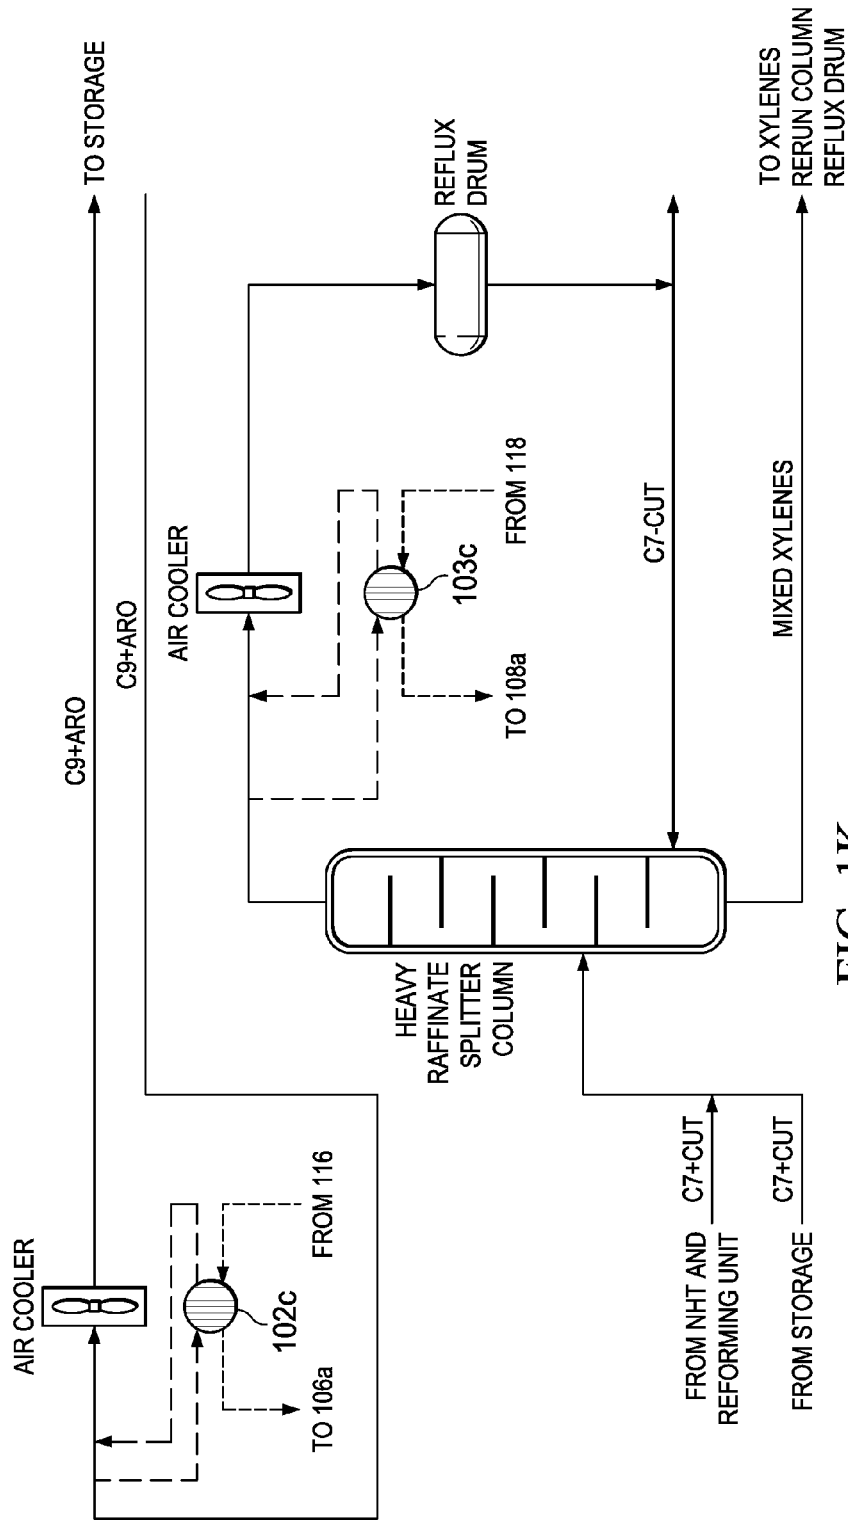 C9+ARO
TO STORAGE
AIR COOLER
C9+ARO
102c
FROM 116
TO 106a
AIR COOLER
103c
FROM 118
TO 108a
REFLUX
DRUM
HEAVY
RAFFINATE
SPLITTER
COLUMN
C7-CUT
FROM NHT AND
REFORMING UNIT
C7+CUT
FROM STORAGE
C7+CUT
MIXED XYLENES
TO XYLENES
RERUN COLUMN
REFLUX DRUM
FIG. 1K